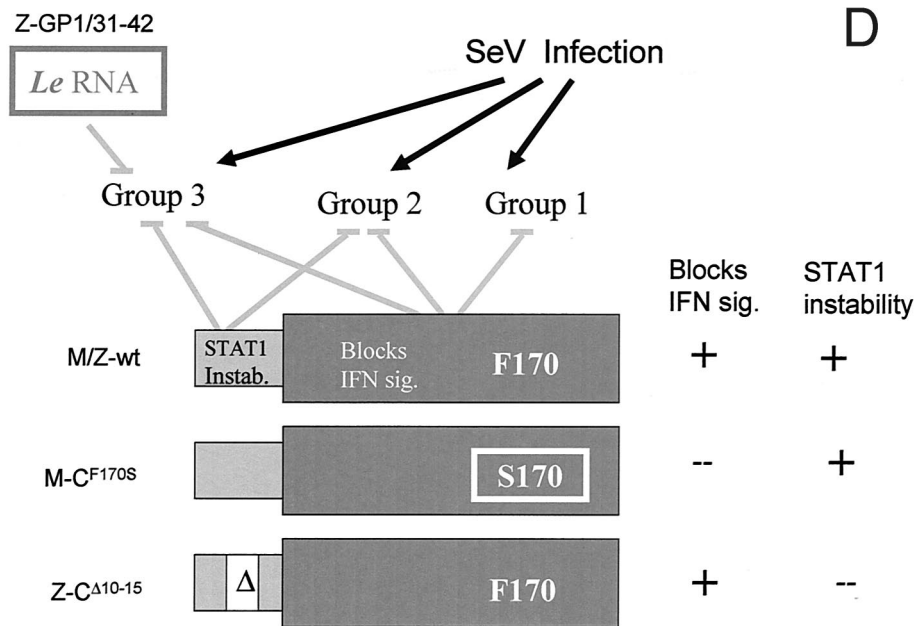 Z-GP1/31-42
D
Le RNA
SeV Infection
Group 3
Group 2
Group 1
Blocks
IFN sig.
STAT1
instability
M/Z-wt
STAT1
Instab.
Blocks
IFN sig.
F170
+
+
M-CF170S
S170
--
+
Z-CΔ10-15
Δ
F170
+
--